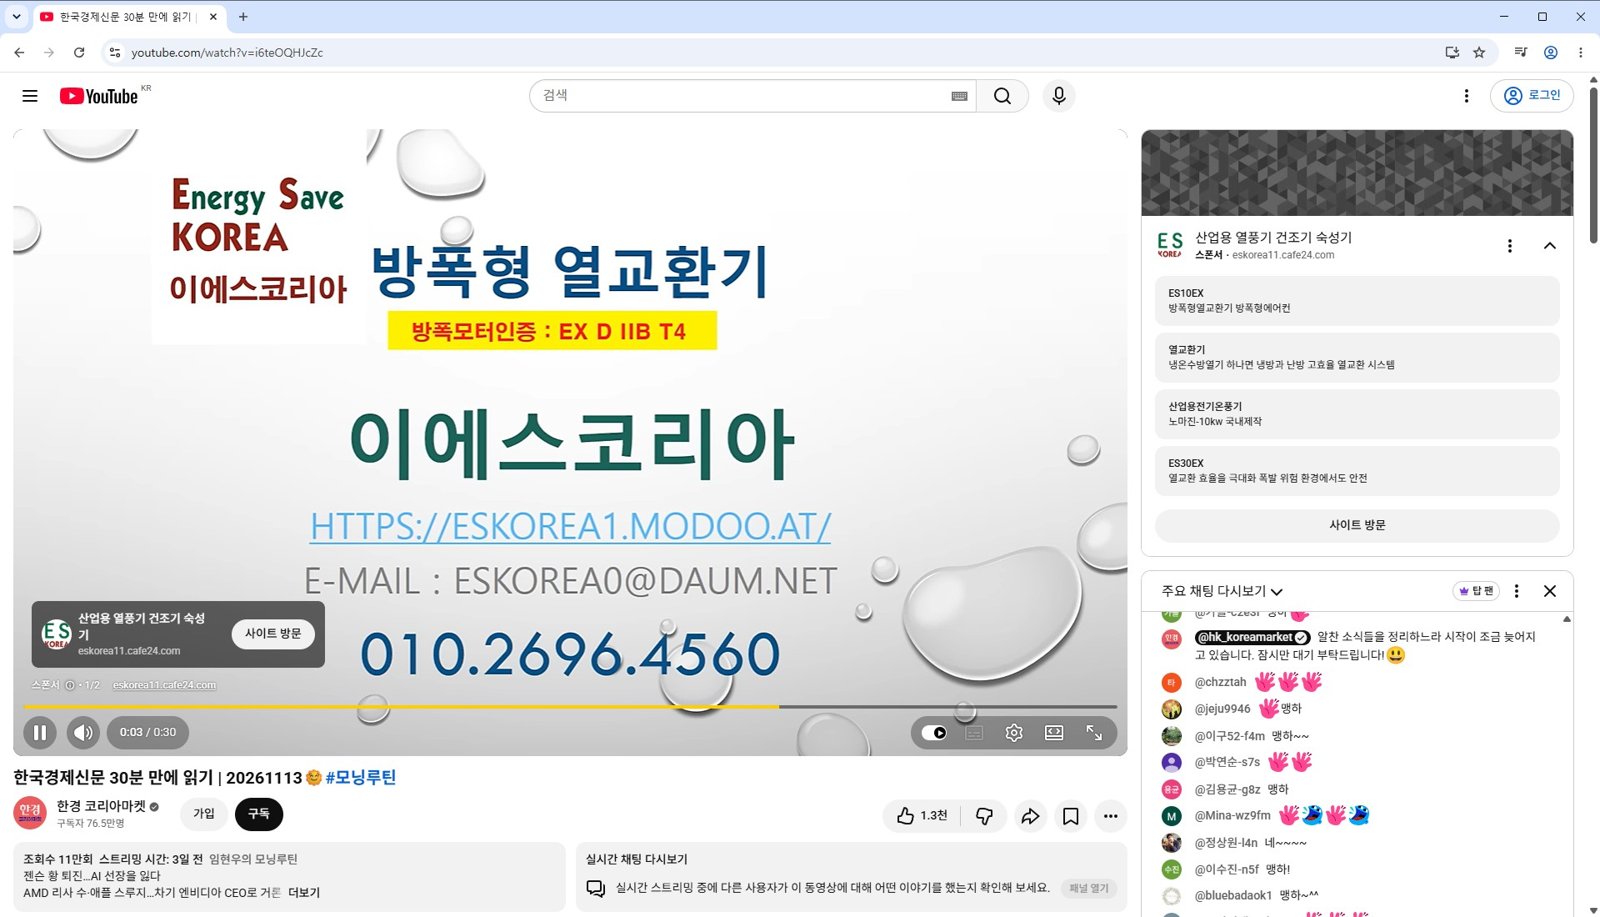 한국경제신문 30분 만에 읽기 |
youtube.com/watch?v=i6teOQHJcZc
YouTube KR
검색
로그인
Energy Save
KOREA
이에스코리아
방폭형 열교환기
방폭모터인증 : EX D IIB T4
이에스코리아
HTTPS://ESKOREA1.MODOO.AT/
E-MAIL : ESKOREA0@DAUM.NET
010.2696.4560
ES
KOREA
산업용 열풍기 건조기 숙성
기
eskorea11.cafe24.com
사이트 방문
스폰서 · 1/2 eskorea11.cafe24.com
0:03 / 0:30
한국경제신문 30분 만에 읽기 | 20261113🌞#모닝루틴
한경
코리아마켓
한경 코리아마켓
구독자 76.5만명
가입
구독
1.3천
조회수 11만회 스트리밍 시간: 3일 전 임현우의 모닝루틴
젠슨 황 퇴진...AI 선장을 잃다
AMD 리사 수·애플 스루지...차기 엔비디아 CEO로 거론 더보기
실시간 채팅 다시보기
실시간 스트리밍 중에 다른 사용자가 이 동영상에 대해 어떤 이야기를 했는지 확인해 보세요.
패널 열기
ES
KOREA
산업용 열풍기 건조기 숙성기
스폰서 · eskorea11.cafe24.com
ES10EX
방폭형열교환기 방폭형에어컨
열교환기
냉온수방열기 하나면 냉방과 난방 고효율 열교환 시스템
산업용전기온풍기
노마진-10kw 국내제작
ES30EX
열교환 효율을 극대화 폭발 위험 환경에서도 안전
사이트 방문
주요 채팅 다시보기
탑 팬
@hk_koreamarket 알찬 소식들을 정리하느라 시작이 조금 늦어지
고 있습니다. 잠시만 대기 부탁드립니다!😃
타 @chzztah
@jeju9946 맹하
@이구52-f4m 맹하~~
@박연순-s7s
용균 @김용균-g8z 맹하
M @Mina-wz9fm
@정상원-l4n 네~~~~
수진 @이수진-n5f 맹하!
@bluebadaok1 맹하~^^